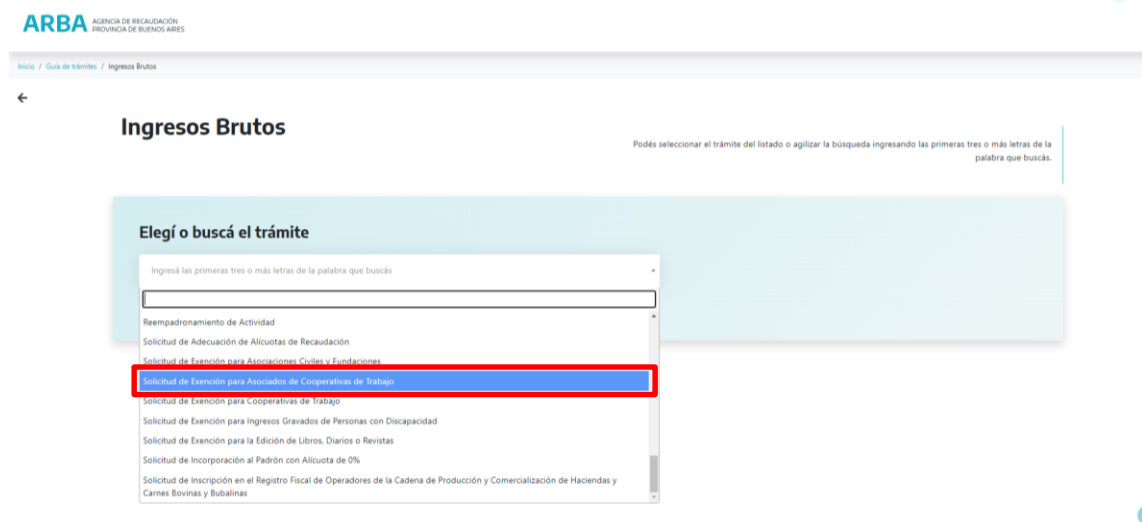 ARBA AGENCIA DE RECAUDACIÓN
PROVINCIA DE BUENOS AIRES
Inicio / Guía de trámites / Ingresos Brutos
Ingresos Brutos
Podés seleccionar el trámite del listado o agilizar la búsqueda ingresando las primeras tres o más letras de la
palabra que buscás.
Elegí o buscá el trámite
Ingresá las primeras tres o más letras de la palabra que buscás
Reempadronamiento de Actividad
Solicitud de Adecuación de Alícuotas de Recaudación
Solicitud de Exención para Asociaciones Civiles y Fundaciones
Solicitud de Exención para Asociados de Cooperativas de Trabajo
Solicitud de Exención para Cooperativas de Trabajo
Solicitud de Exención para Ingresos Gravados de Personas con Discapacidad
Solicitud de Exención para la Edición de Libros, Diarios o Revistas
Solicitud de Incorporación al Padrón con Alícuota de 0%
Solicitud de Inscripción en el Registro Fiscal de Operadores de la Cadena de Producción y Comercialización de Haciendas y
Carnes Bovinas y Bubalinas